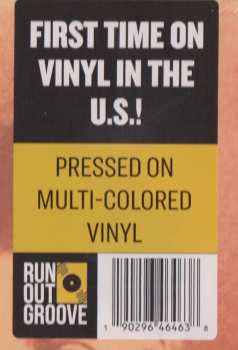 FIRST TIME ON
VINYL IN THE
U.S.!
PRESSED ON
MULTI-COLORED
VINYL
RUN
OUT
GROOVE
1 90296 46463 8